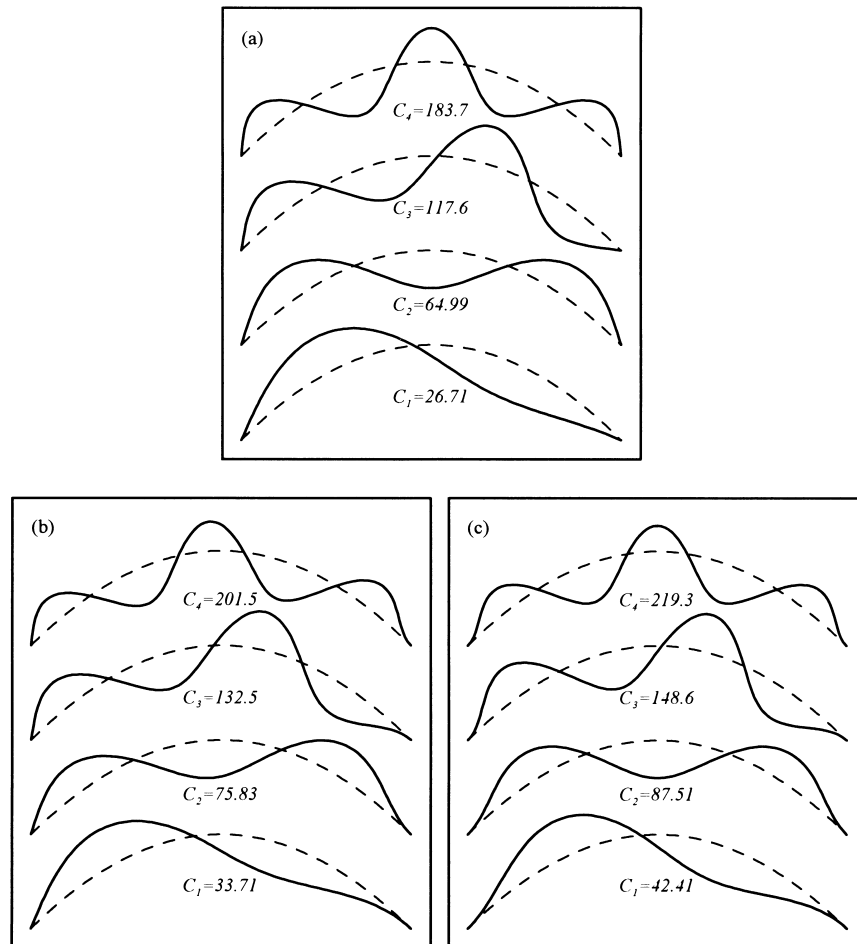 (a)
C₄=183.7
C₃=117.6
C₂=64.99
C₁=26.71
(b)
C₄=201.5
C₃=132.5
C₂=75.83
C₁=33.71
(c)
C₄=219.3
C₃=148.6
C₂=87.51
C₁=42.41